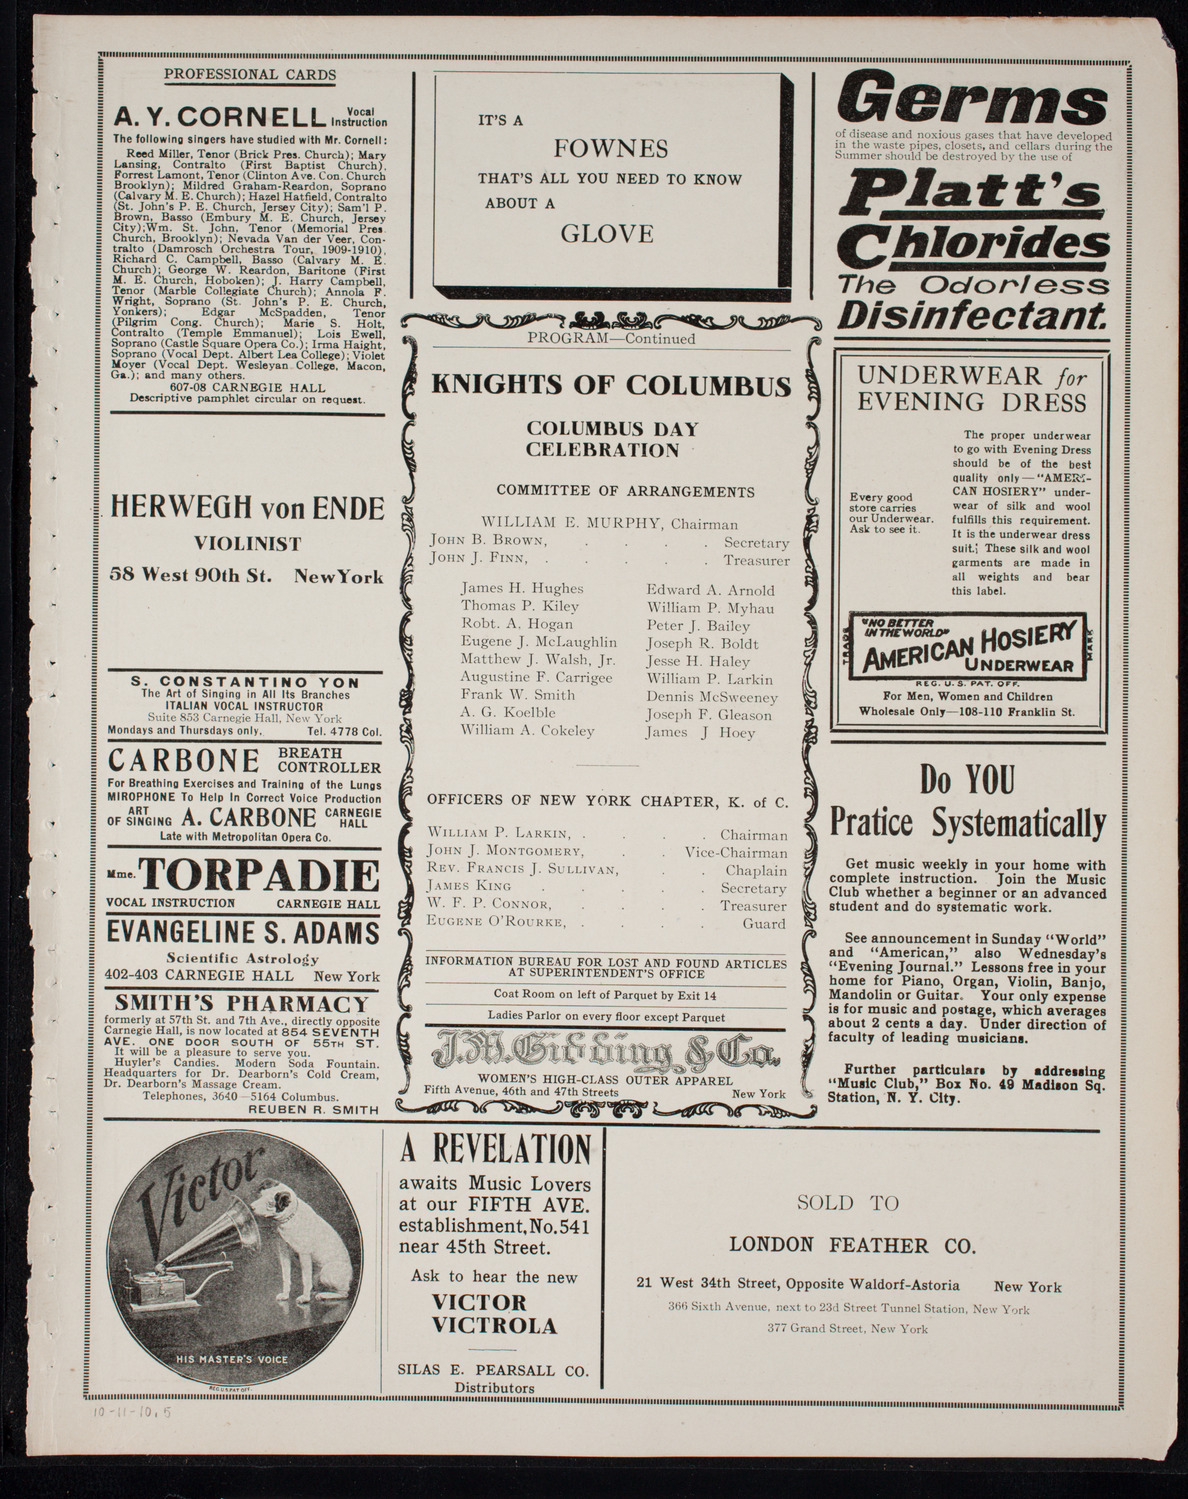 PROFESSIONAL CARDS
A. Y. CORNELL Vocal Instruction
The following singers have studied with Mr. Cornell:
Reed Miller, Tenor (Brick Pres. Church); Mary
Lansing, Contralto (First Baptist Church),
Forrest Lamont, Tenor (Clinton Ave. Con. Church
Brooklyn); Mildred Graham-Reardon, Soprano
(Calvary M. E. Church); Hazel Hatfield, Contralto
(St. John's P. E. Church, Jersey City); Sam'l P.
Brown, Basso (Embury M. E. Church, Jersey
City);Wm. St. John, Tenor (Memorial Pres.
Church, Brooklyn); Nevada Van der Veer, Con-
tralto (Damrosch Orchestra Tour, 1909-1910),
Richard C. Campbell, Basso (Calvary M. E.
Church); George W. Reardon, Baritone (First
M. E. Church, Hoboken); J. Harry Campbell,
Tenor (Marble Collegiate Church); Annola F.
Wright, Soprano (St. John's P. E. Church,
Yonkers); Edgar McSpadden, Tenor
(Pilgrim Cong. Church); Marie S. Holt,
Contralto (Temple Emmanuel); Lois Ewell,
Soprano (Castle Square Opera Co.); Irma Haight,
Soprano (Vocal Dept. Albert Lea College); Violet
Moyer (Vocal Dept. Wesleyan College, Macon,
Ga.); and many others.
607-08 CARNEGIE HALL
Descriptive pamphlet circular on request.
HERWEGH von ENDE
VIOLINIST
58 West 90th St. NewYork
S. CONSTANTINO YON
The Art of Singing in All Its Branches
ITALIAN VOCAL INSTRUCTOR
Suite 853 Carnegie Hall, New York
Mondays and Thursdays only. Tel. 4778 Col.
CARBONE BREATH CONTROLLER
For Breathing Exercises and Training of the Lungs
MIROPHONE To Help In Correct Voice Production
ART OF SINGING A. CARBONE CARNEGIE HALL
Late with Metropolitan Opera Co.
Mme. TORPADIE
VOCAL INSTRUCTION CARNEGIE HALL
EVANGELINE S. ADAMS
Scientific Astrology
402-403 CARNEGIE HALL New York
SMITH'S PHARMACY
formerly at 57th St. and 7th Ave., directly opposite
Carnegie Hall, is now located at 854 SEVENTH
AVE. ONE DOOR SOUTH OF 55TH ST.
It will be a pleasure to serve you.
Huyler's Candies. Modern Soda Fountain.
Headquarters for Dr. Dearborn's Cold Cream,
Dr. Dearborn's Massage Cream.
Telephones, 3640—5164 Columbus.
REUBEN R. SMITH
IT'S A
FOWNES
THAT'S ALL YOU NEED TO KNOW
ABOUT A
GLOVE
PROGRAM—Continued
KNIGHTS OF COLUMBUS
COLUMBUS DAY
CELEBRATION
COMMITTEE OF ARRANGEMENTS
WILLIAM E. MURPHY, Chairman
JOHN B. BROWN, . . . . Secretary
JOHN J. FINN, . . . . . Treasurer
James H. Hughes Edward A. Arnold
Thomas P. Kiley William P. Myhau
Robt. A. Hogan Peter J. Bailey
Eugene J. McLaughlin Joseph R. Boldt
Matthew J. Walsh, Jr. Jesse H. Haley
Augustine F. Carrigee William P. Larkin
Frank W. Smith Dennis McSweeney
A. G. Koelble Joseph F. Gleason
William A. Cokeley James J Hoey
OFFICERS OF NEW YORK CHAPTER, K. of C.
WILLIAM P. LARKIN, . . . . Chairman
JOHN J. MONTGOMERY, . . Vice-Chairman
REV. FRANCIS J. SULLIVAN, . . Chaplain
JAMES KING . . . . . Secretary
W. F. P. CONNOR, . . . . Treasurer
EUGENE O'ROURKE, . . . . Guard
INFORMATION BUREAU FOR LOST AND FOUND ARTICLES
AT SUPERINTENDENT'S OFFICE
Coat Room on left of Parquet by Exit 14
Ladies Parlor on every floor except Parquet
J.M. Gidding & Co.
WOMEN'S HIGH-CLASS OUTER APPAREL
Fifth Avenue, 46th and 47th Streets New York
Germs
of disease and noxious gases that have developed
in the waste pipes, closets, and cellars during the
Summer should be destroyed by the use of
Platt's
Chlorides
The Odorless
Disinfectant.
UNDERWEAR for
EVENING DRESS
Every good
store carries
our Underwear.
Ask to see it.
The proper underwear
to go with Evening Dress
should be of the best
quality only—"AMERI-
CAN HOSIERY" under-
wear of silk and wool
fulfills this requirement.
It is the underwear dress
suit. These silk and wool
garments are made in
all weights and bear
this label.
TRADE MARK
"NO BETTER
IN THE WORLD"
AMERICAN HOSIERY
UNDERWEAR
REG. U. S. PAT. OFF.
For Men, Women and Children
Wholesale Only—108-110 Franklin St.
Do YOU
Pratice Systematically
Get music weekly in your home with
complete instruction. Join the Music
Club whether a beginner or an advanced
student and do systematic work.
See announcement in Sunday "World"
and "American," also Wednesday's
"Evening Journal." Lessons free in your
home for Piano, Organ, Violin, Banjo,
Mandolin or Guitar. Your only expense
is for music and postage, which averages
about 2 cents a day. Under direction of
faculty of leading musicians.
Further particulars by addressing
"Music Club," Box No. 49 Madison Sq.
Station, N. Y. City.
Victor
HIS MASTER'S VOICE
REG.U.S.PAT.OFF.
A REVELATION
awaits Music Lovers
at our FIFTH AVE.
establishment,No.541
near 45th Street.
Ask to hear the new
VICTOR
VICTROLA
SILAS E. PEARSALL CO.
Distributors
SOLD TO
LONDON FEATHER CO.
21 West 34th Street, Opposite Waldorf-Astoria New York
366 Sixth Avenue, next to 23d Street Tunnel Station, New York
377 Grand Street, New York
10-11-10.5